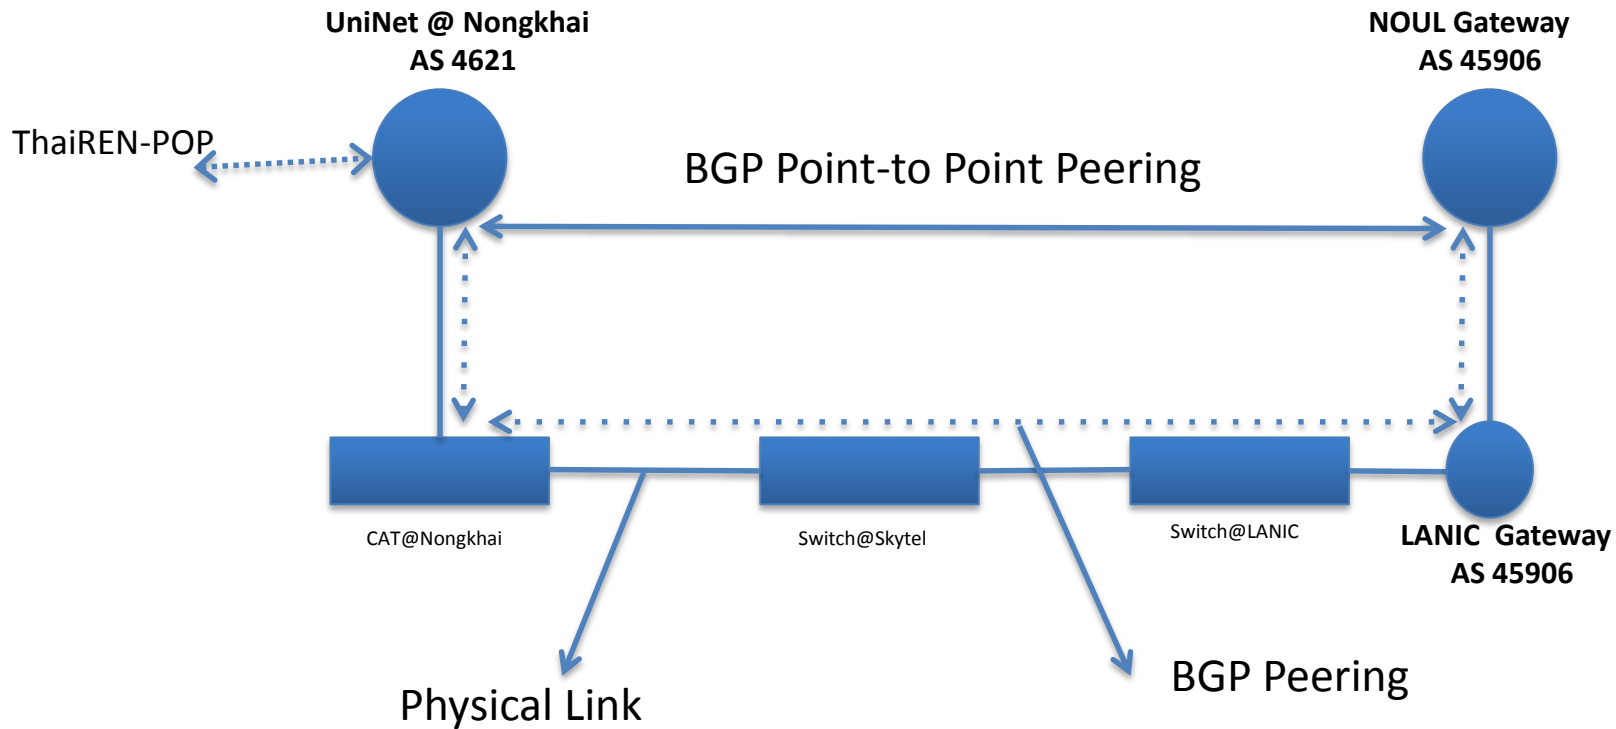 UniNet @ Nongkhai
AS 4621
NOUL Gateway
AS 45906
ThaiREN-POP
BGP Point-to Point Peering
CAT@Nongkhai
Switch@Skytel
Switch@LANIC
LANIC Gateway
AS 45906
Physical Link
BGP Peering